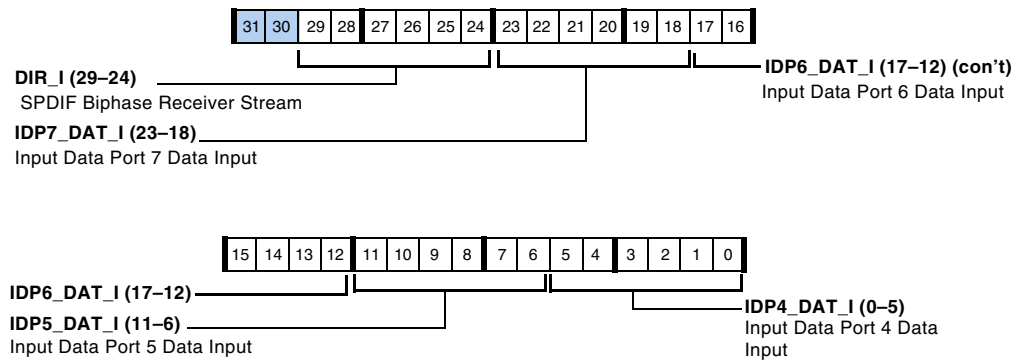 31 30 29 28 27 26 25 24 23 22 21 20 19 18 17 16
DIR_I (29–24)
SPDIF Biphase Receiver Stream
IDP7_DAT_I (23–18)
Input Data Port 7 Data Input
IDP6_DAT_I (17–12) (con't)
Input Data Port 6 Data Input
15 14 13 12 11 10 9 8 7 6 5 4 3 2 1 0
IDP6_DAT_I (17–12)
IDP5_DAT_I (11–6)
Input Data Port 5 Data Input
IDP4_DAT_I (0–5)
Input Data Port 4 Data
Input